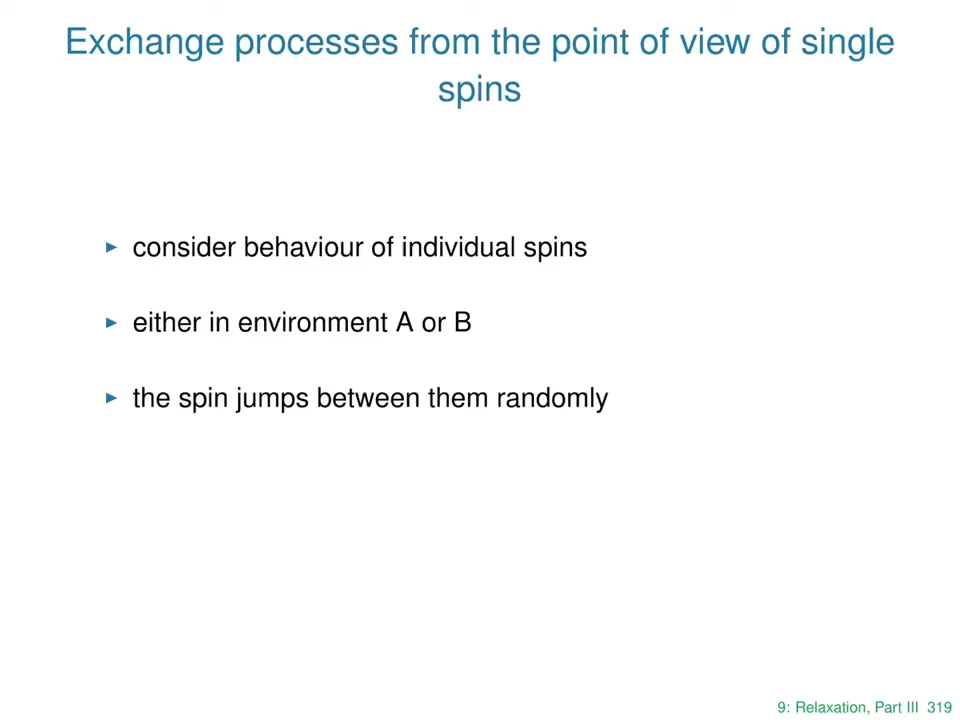 Exchange processes from the point of view of single
spins
▶ consider behaviour of individual spins
▶ either in environment A or B
▶ the spin jumps between them randomly
9: Relaxation, Part III 319